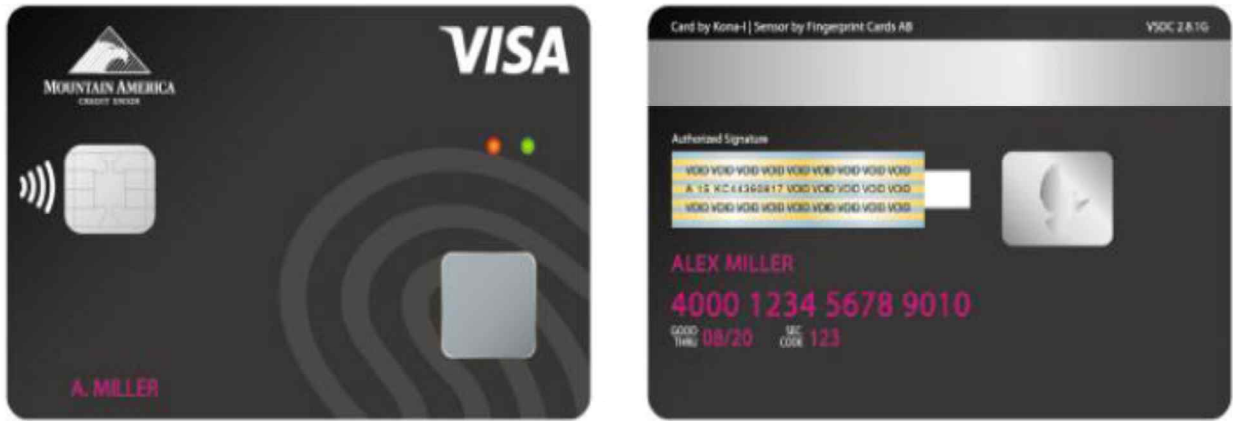 VISA
MOUNTAIN AMERICA
CREDIT UNION
A. MILLER
Card by Kona-I | Sensor by Fingerprint Cards AB
VSDC 2.8.1G
Authorized Signature
VOID VOID VOID VOID VOID VOID VOID VOID VOID
VOID VOID VOID VOID VOID
VOID VOID VOID VOID VOID VOID VOID VOID VOID
ALEX MILLER
4000 1234 5678 9010
GOOD THRU 08/20 SEC CODE 123